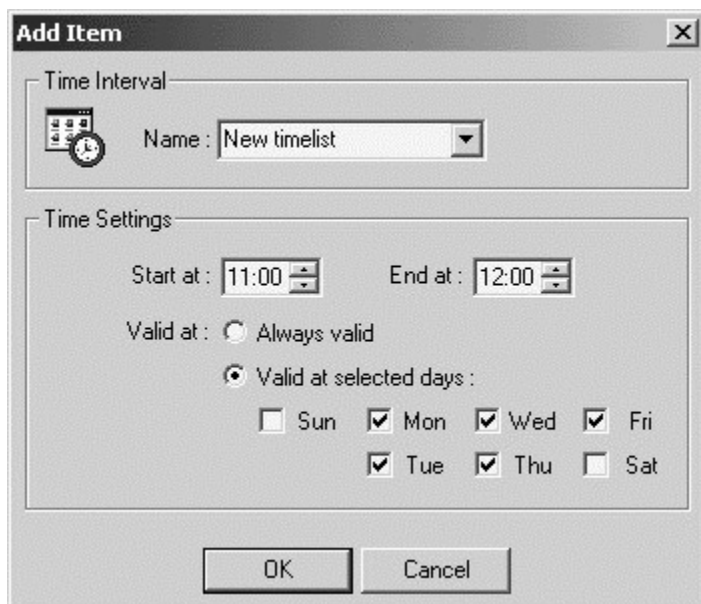 Add Item
Time Interval
Name : New timelist
Time Settings
Start at : 11:00 End at : 12:00
Valid at : Always valid
Valid at selected days :
Sun Mon Wed Fri
Tue Thu Sat
OK Cancel